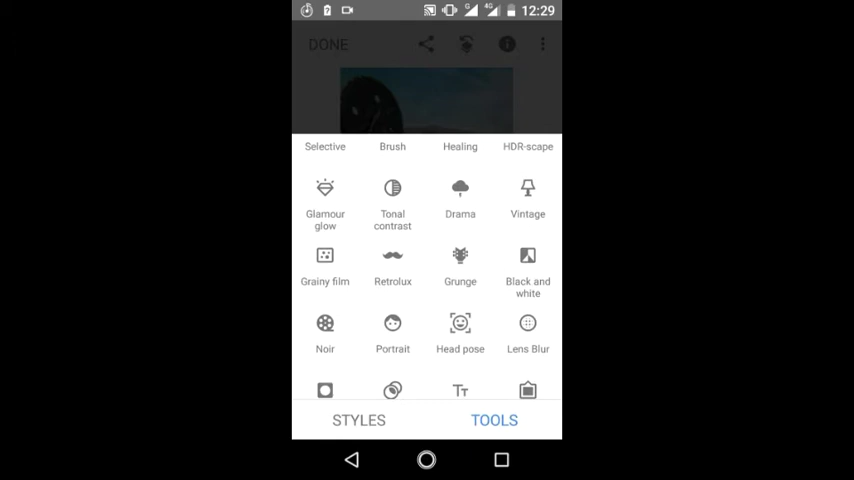 G 4G 12:29
DONE
Selective Brush Healing HDR-scape
Glamour glow Tonal contrast Drama Vintage
Grainy film Retrolux Grunge Black and white
Noir Portrait Head pose Lens Blur
STYLES TOOLS